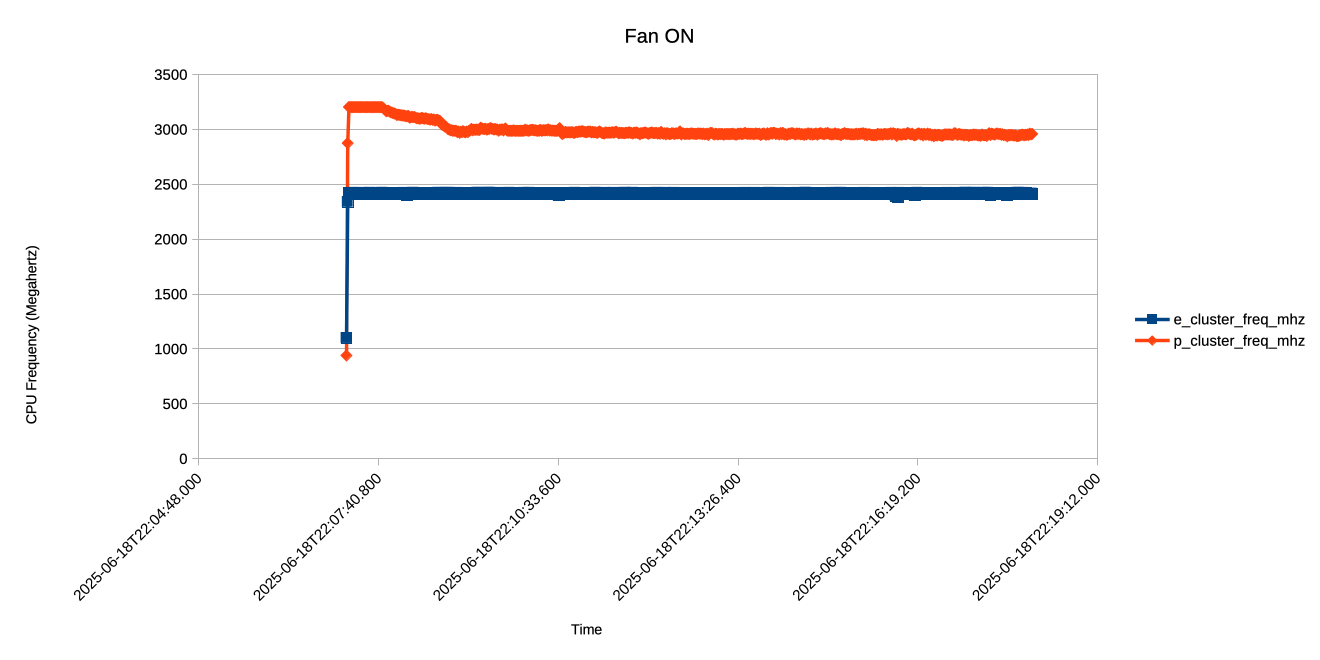 Fan ON
CPU Frequency (Megahertz)
3500
3000
2500
2000
1500
1000
500
0
2025-06-18T22:04:48.000
2025-06-18T22:07:40.800
2025-06-18T22:10:33.600
2025-06-18T22:13:26.400
2025-06-18T22:16:19.200
2025-06-18T22:19:12.000
Time
e_cluster_freq_mhz
p_cluster_freq_mhz